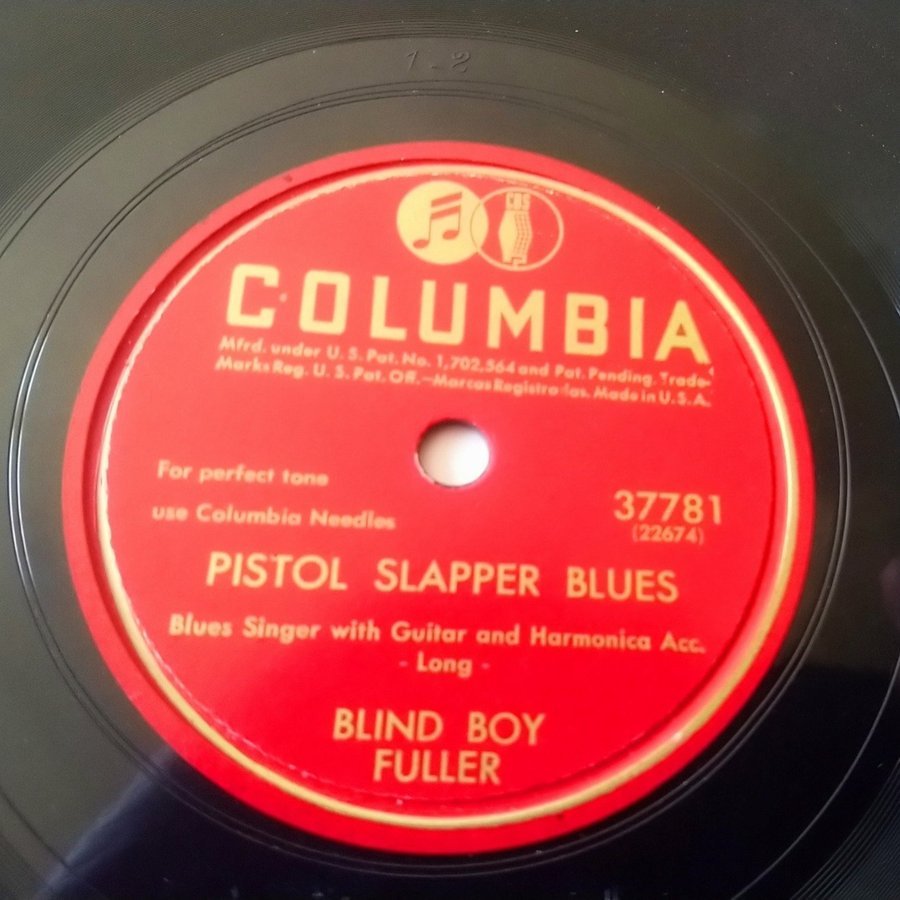 1-2
CBS
COLUMBIA
Mfrd. under U. S. Pat. No. 1,702,564 and Pat. Pending. Trade-
Marks Reg. U. S. Pat. Off.—Marcas Registradas. Made in U. S. A.
For perfect tone
use Columbia Needles
37781
(22674)
PISTOL SLAPPER BLUES
Blues Singer with Guitar and Harmonica Acc.
- Long -
BLIND BOY
FULLER